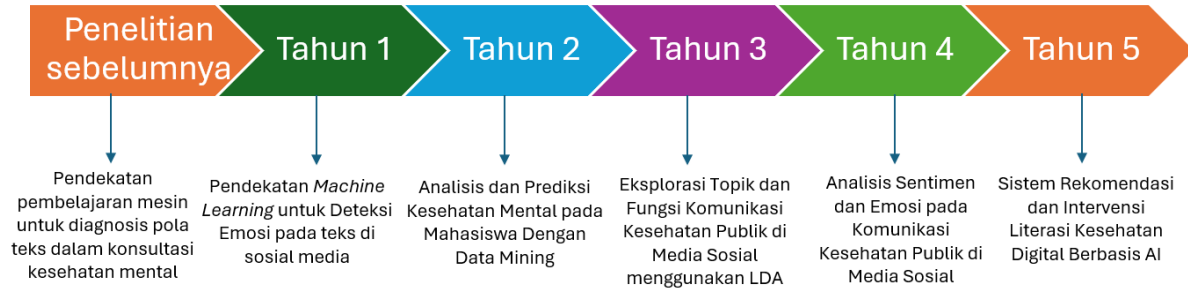 Penelitian
sebelumnya
Tahun 1
Tahun 2
Tahun 3
Tahun 4
Tahun 5
Pendekatan
pembelajaran mesin
untuk diagnosis pola
teks dalam konsultasi
kesehatan mental
Pendekatan Machine
Learning untuk Deteksi
Emosi pada teks di
sosial media
Analisis dan Prediksi
Kesehatan Mental pada
Mahasiswa Dengan
Data Mining
Eksplorasi Topik dan
Fungsi Komunikasi
Kesehatan Publik di
Media Sosial
menggunakan LDA
Analisis Sentimen
dan Emosi pada
Komunikasi
Kesehatan Publik di
Media Sosial
Sistem Rekomendasi
dan Intervensi
Literasi Kesehatan
Digital Berbasis AI